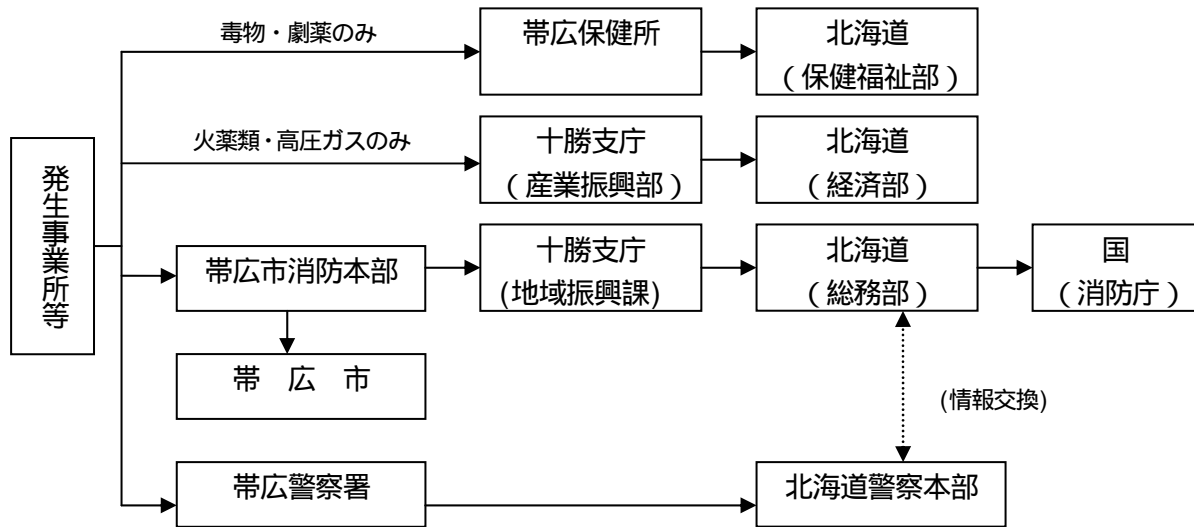 毒物・劇薬のみ
帯広保健所
北海道
（保健福祉部）
火薬類・高圧ガスのみ
十勝支庁
（産業振興部）
北海道
（経済部）
発生事業所等
帯広市消防本部
十勝支庁
(地域振興課)
北海道
（総務部）
国
（消防庁）
帯　広　市
(情報交換)
帯広警察署
北海道警察本部